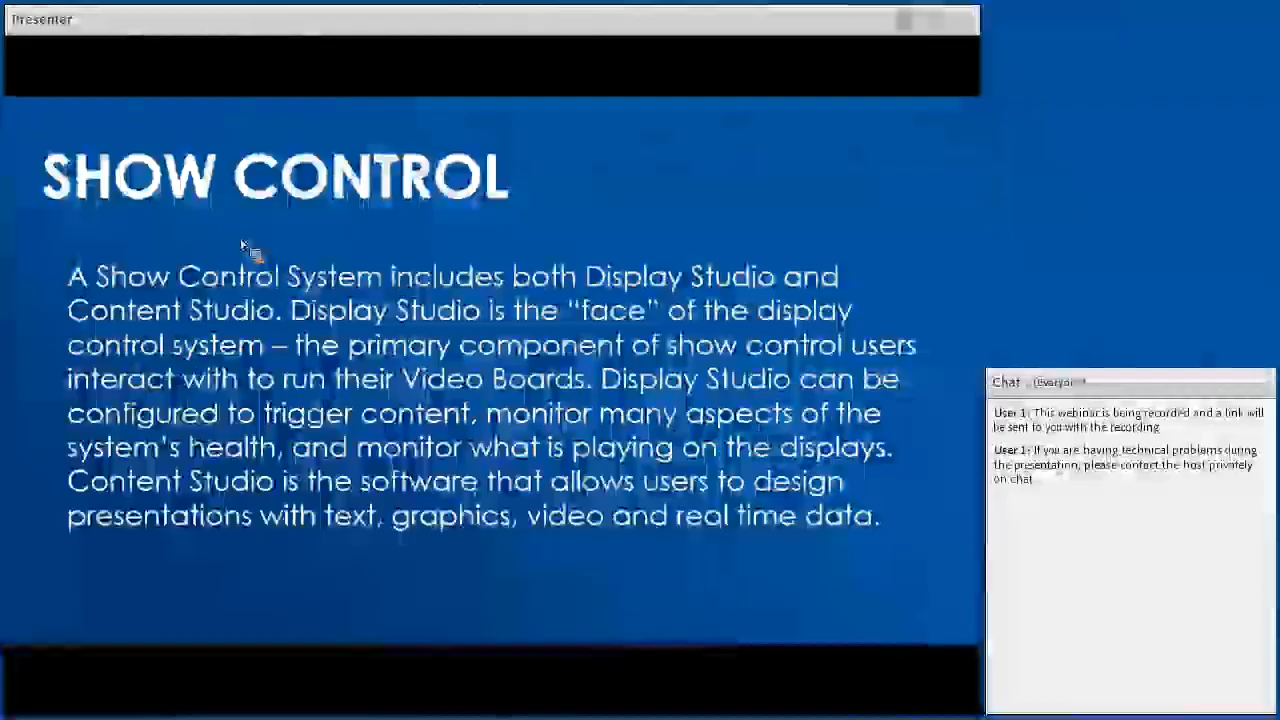 Presenter
SHOW CONTROL
A Show Control System includes both Display Studio and
Content Studio. Display Studio is the “face” of the display
control system – the primary component of show control users
interact with to run their Video Boards. Display Studio can be
configured to trigger content, monitor many aspects of the
system’s health, and monitor what is playing on the displays.
Content Studio is the software that allows users to design
presentations with text, graphics, video and real time data.
Chat
User 1: This webinar is being recorded and a link will
be sent to you with the recording
User 1: If you are having technical problems during
the presentation, please contact the host privately
on chat